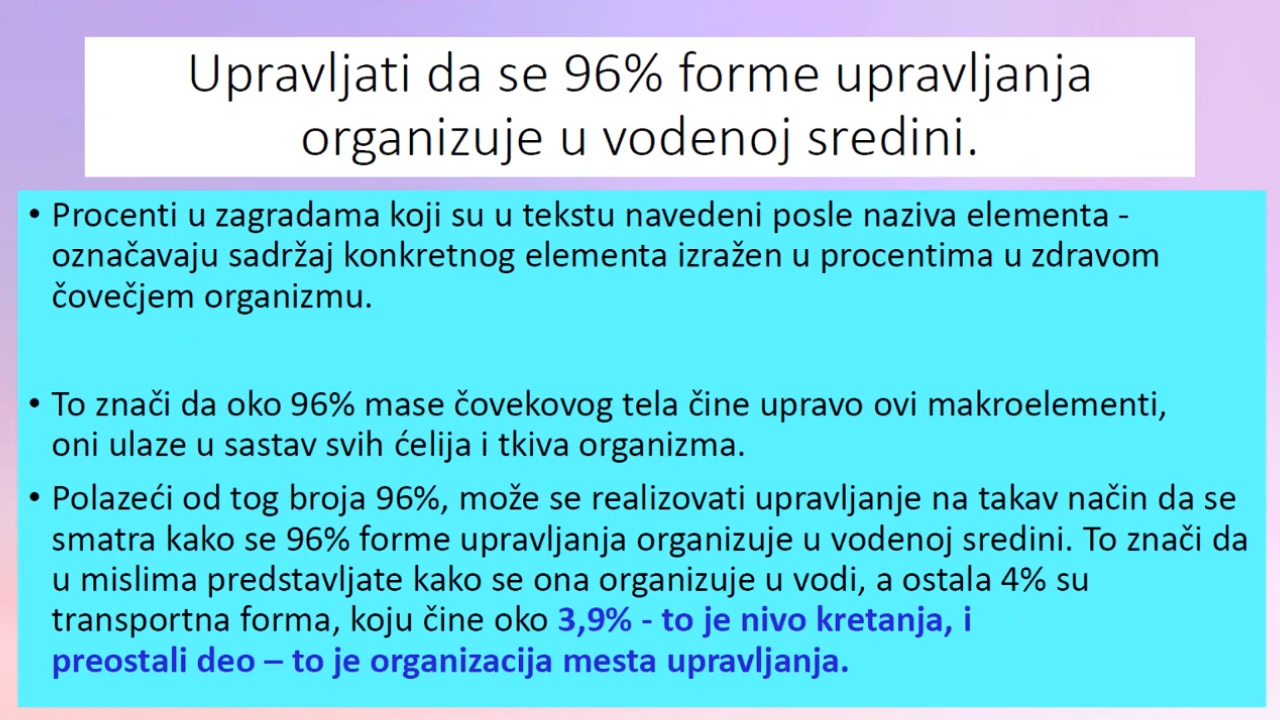 Upravljati da se 96% forme upravljanja
organizuje u vodenoj sredini.
• Procenti u zagradama koji su u tekstu navedeni posle naziva elementa -
označavaju sadržaj konkretnog elementa izražen u procentima u zdravom
čovečjem organizmu.
• To znači da oko 96% mase čovekovog tela čine upravo ovi makroelementi,
oni ulaze u sastav svih ćelija i tkiva organizma.
• Polazeći od tog broja 96%, može se realizovati upravljanje na takav način da se
smatra kako se 96% forme upravljanja organizuje u vodenoj sredini. To znači da
u mislima predstavljate kako se ona organizuje u vodi, a ostala 4% su
transportna forma, koju čine oko 3,9% - to je nivo kretanja, i
preostali deo – to je organizacija mesta upravljanja.